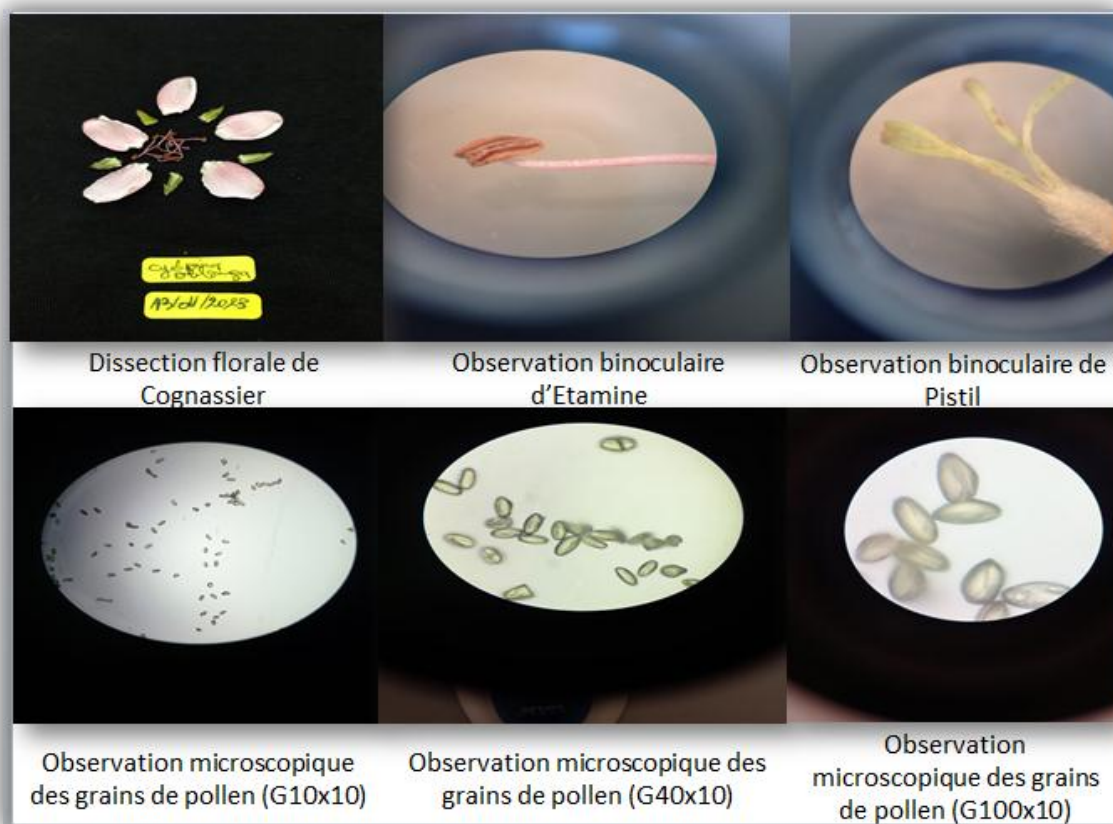 Dissection florale de
Cognassier
Observation binoculaire
d'Etamine
Observation binoculaire de
Pistil
Observation microscopique
des grains de pollen (G10x10)
Observation microscopique des
grains de pollen (G40x10)
Observation
microscopique des grains
de pollen (G100x10)